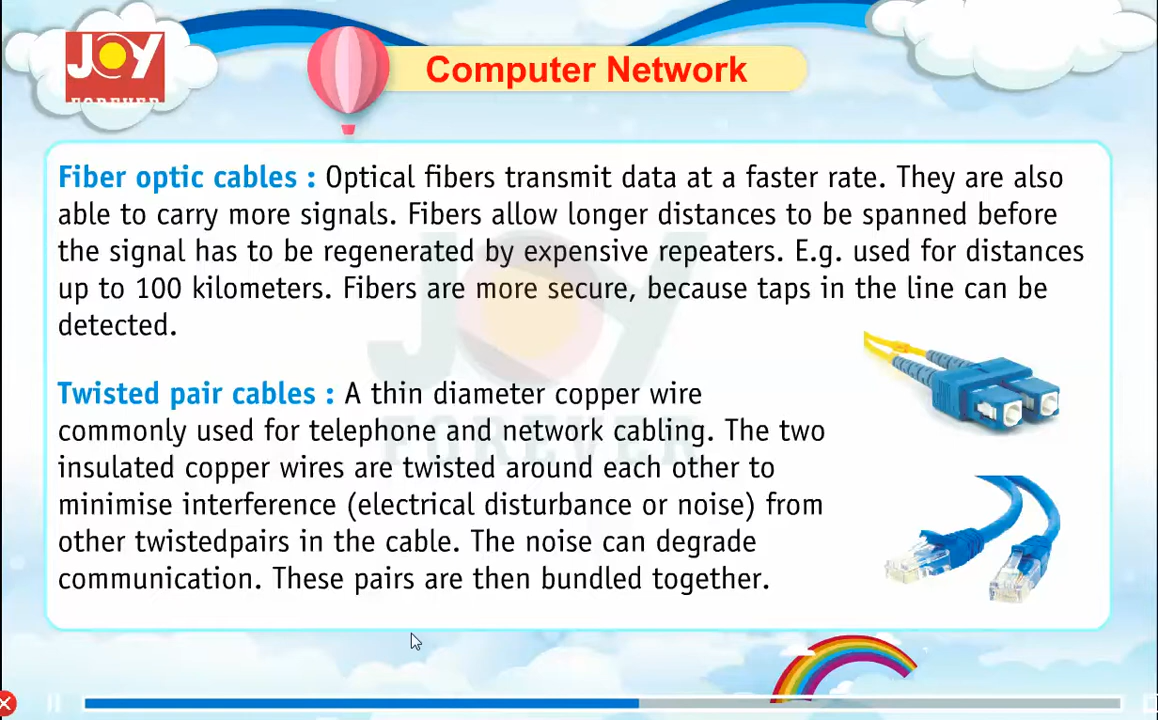 JOY
FOREVER
Computer Network
Fiber optic cables : Optical fibers transmit data at a faster rate. They are also
able to carry more signals. Fibers allow longer distances to be spanned before
the signal has to be regenerated by expensive repeaters. E.g. used for distances
up to 100 kilometers. Fibers are more secure, because taps in the line can be
detected.
Twisted pair cables : A thin diameter copper wire
commonly used for telephone and network cabling. The two
insulated copper wires are twisted around each other to
minimise interference (electrical disturbance or noise) from
other twistedpairs in the cable. The noise can degrade
communication. These pairs are then bundled together.
JOY
FOREVER